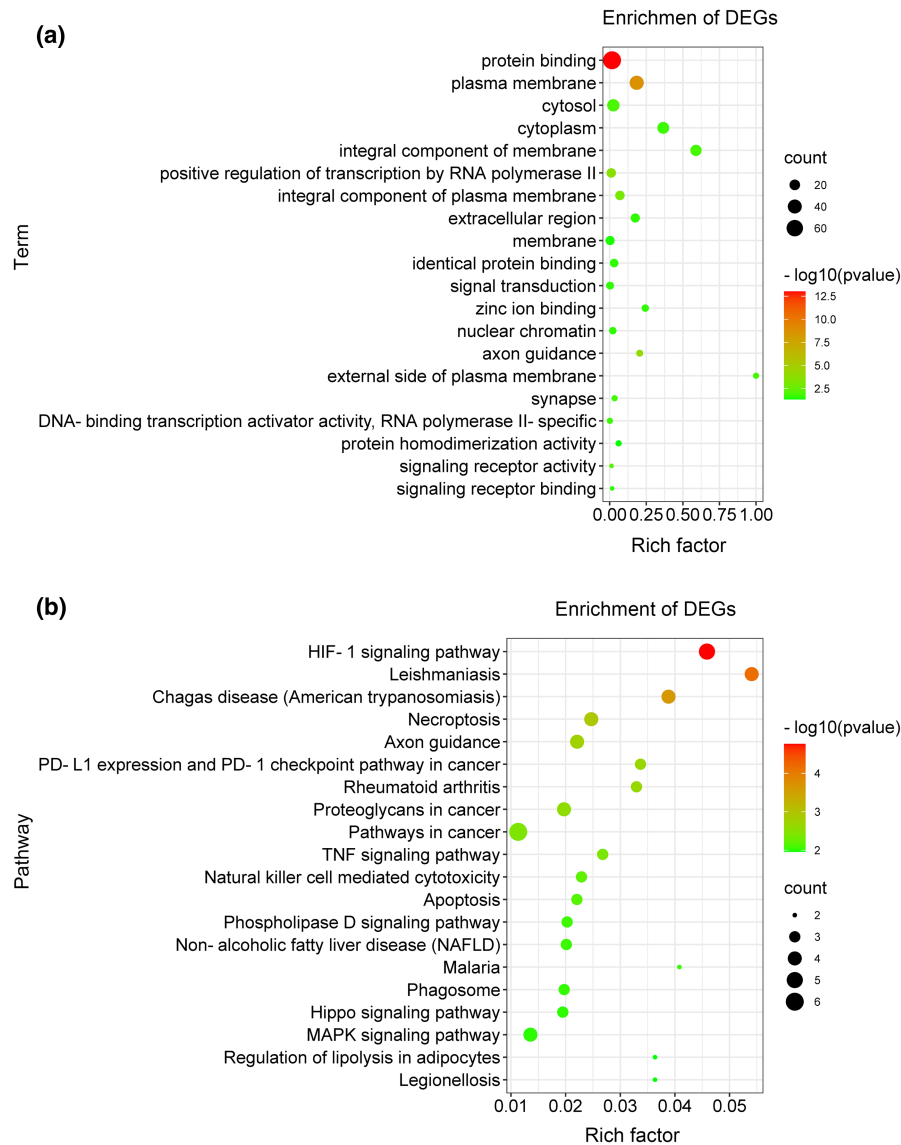 (a)
Enrichmen of DEGs
Term
protein binding
plasma membrane
cytosol
cytoplasm
integral component of membrane
positive regulation of transcription by RNA polymerase II
integral component of plasma membrane
extracellular region
membrane
identical protein binding
signal transduction
zinc ion binding
nuclear chromatin
axon guidance
external side of plasma membrane
synapse
DNA- binding transcription activator activity, RNA polymerase II- specific
protein homodimerization activity
signaling receptor activity
signaling receptor binding
0.00 0.25 0.50 0.75 1.00
Rich factor
count
20
40
60
- log10(pvalue)
12.5
10.0
7.5
5.0
2.5
(b)
Enrichment of DEGs
Pathway
HIF- 1 signaling pathway
Leishmaniasis
Chagas disease (American trypanosomiasis)
Necroptosis
Axon guidance
PD- L1 expression and PD- 1 checkpoint pathway in cancer
Rheumatoid arthritis
Proteoglycans in cancer
Pathways in cancer
TNF signaling pathway
Natural killer cell mediated cytotoxicity
Apoptosis
Phospholipase D signaling pathway
Non- alcoholic fatty liver disease (NAFLD)
Malaria
Phagosome
Hippo signaling pathway
MAPK signaling pathway
Regulation of lipolysis in adipocytes
Legionellosis
0.01 0.02 0.03 0.04 0.05
Rich factor
- log10(pvalue)
4
3
2
count
2
3
4
5
6